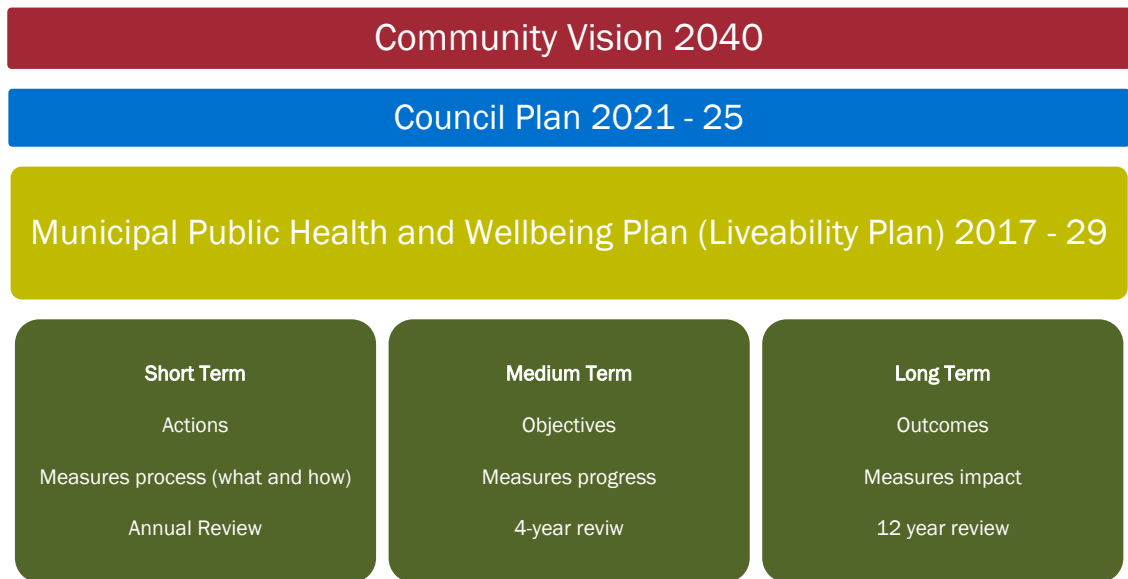 Community Vision 2040
Council Plan 2021 - 25
Municipal Public Health and Wellbeing Plan (Liveability Plan) 2017 - 29
Short Term
Actions
Measures process (what and how)
Annual Review
Medium Term
Objectives
Measures progress
4-year reviw
Long Term
Outcomes
Measures impact
12 year review